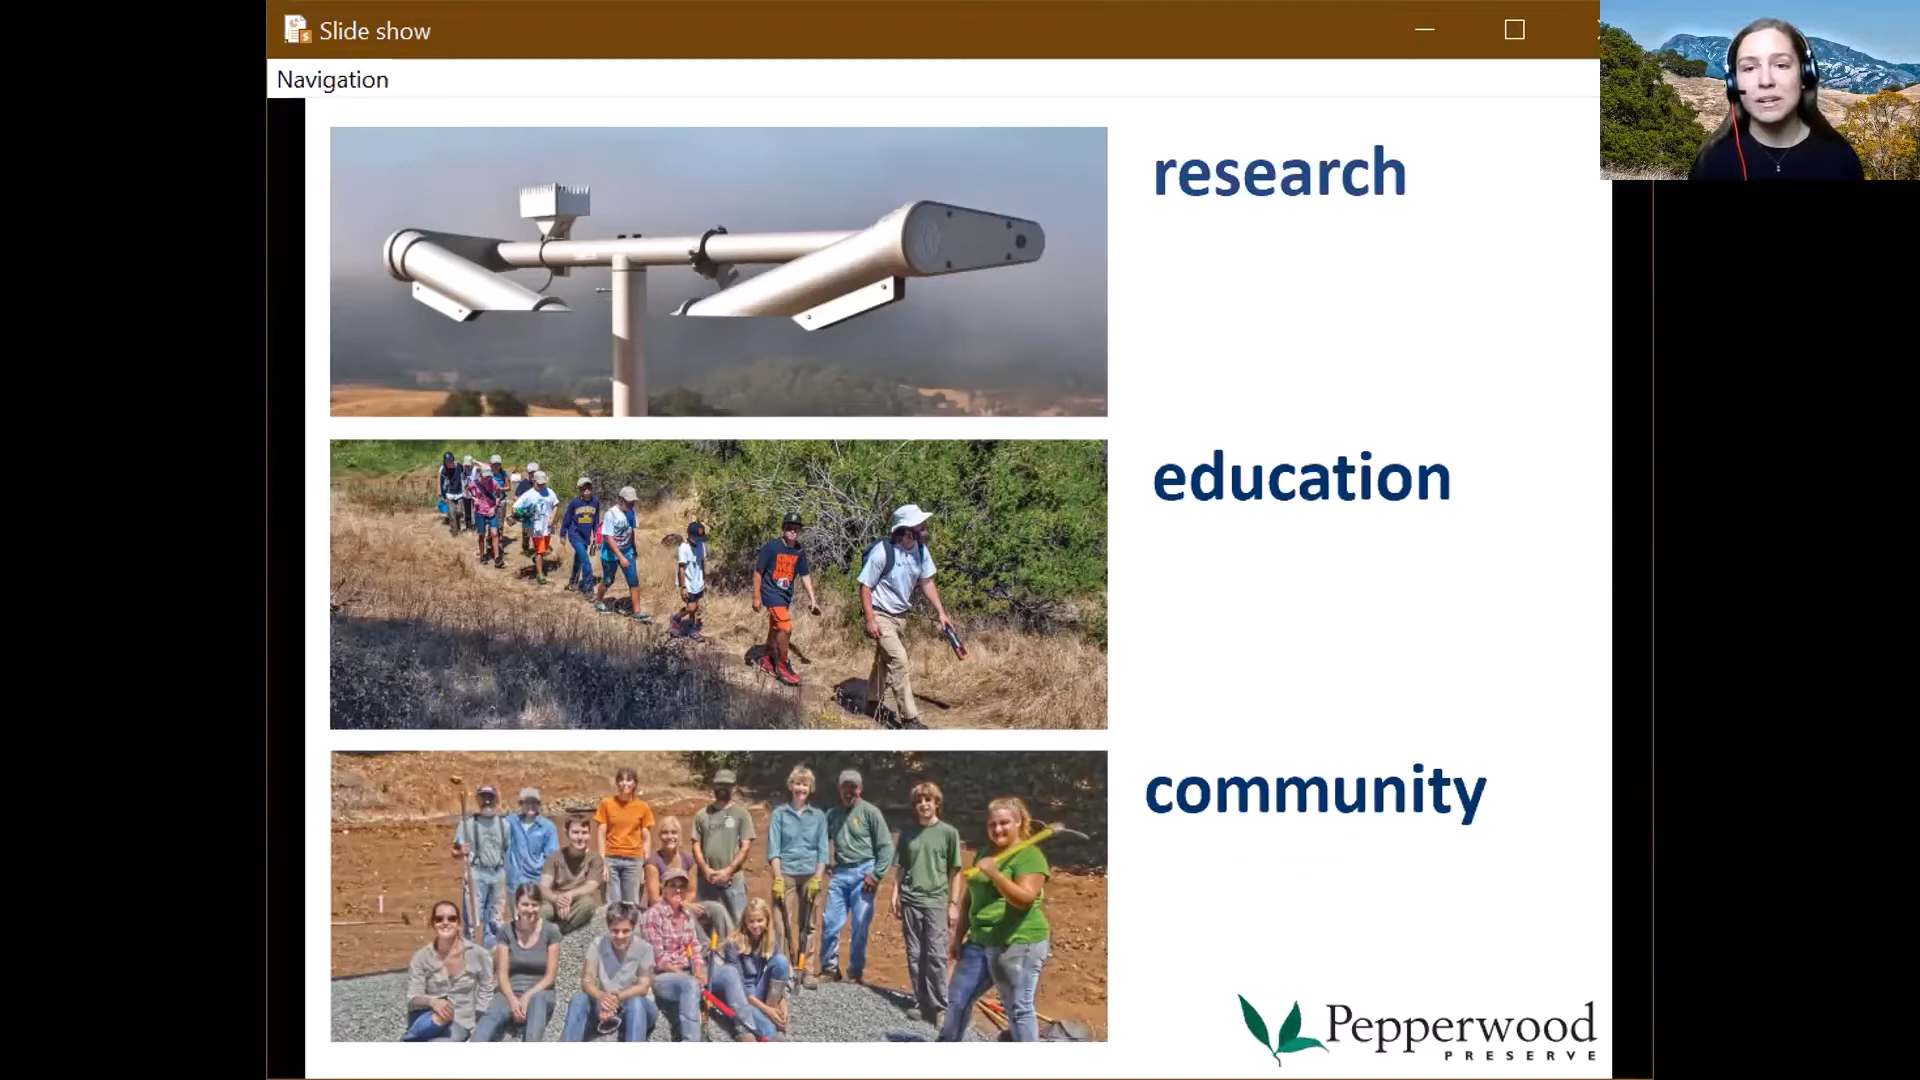 Slide show
Navigation
research
education
community
Pepperwood
PRESERVE